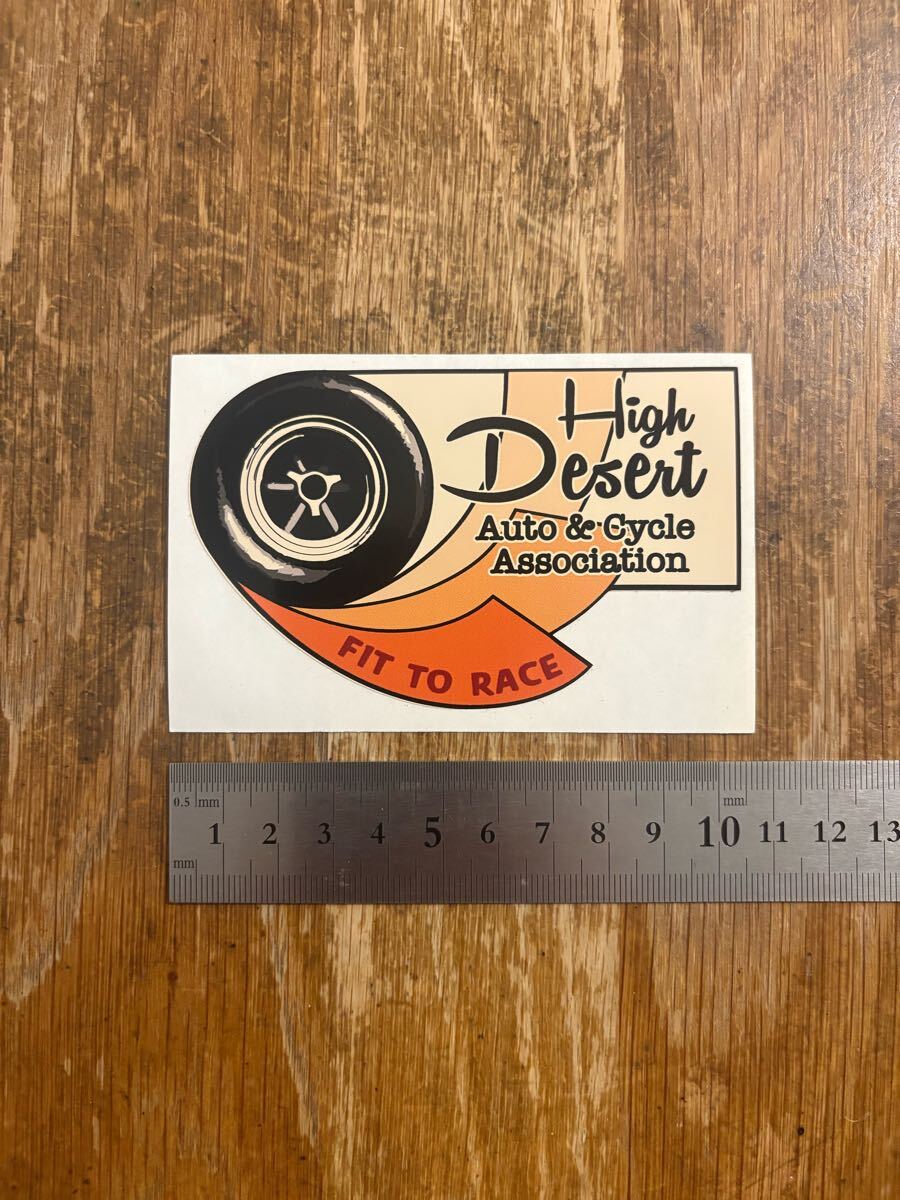 High
Desert
Auto & Cycle
Association
FIT TO RACE
0.5 mm
mm
1 2 3 4 5 6 7 8 9 10 11 12 13
mm